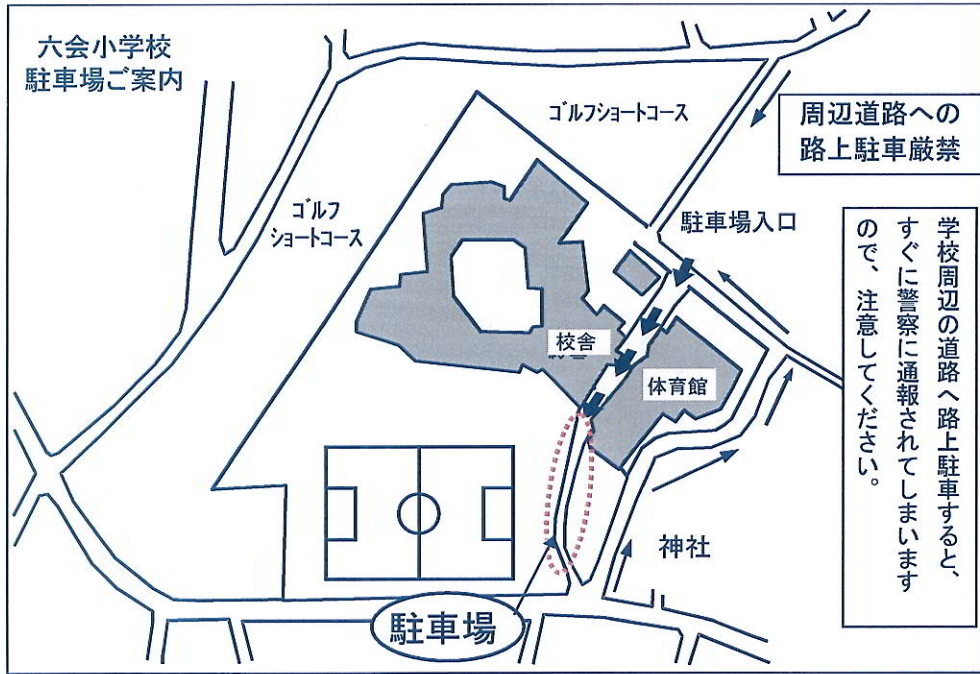 六会小学校
駐車場ご案内
ゴルフショートコース
周辺道路への
路上駐車厳禁
ゴルフ
ショートコース
駐車場入口
学校周辺の道路へ路上駐車すると、
すぐに警察に通報されてしまいます
ので、注意してください。
校舎
体育館
神社
駐車場